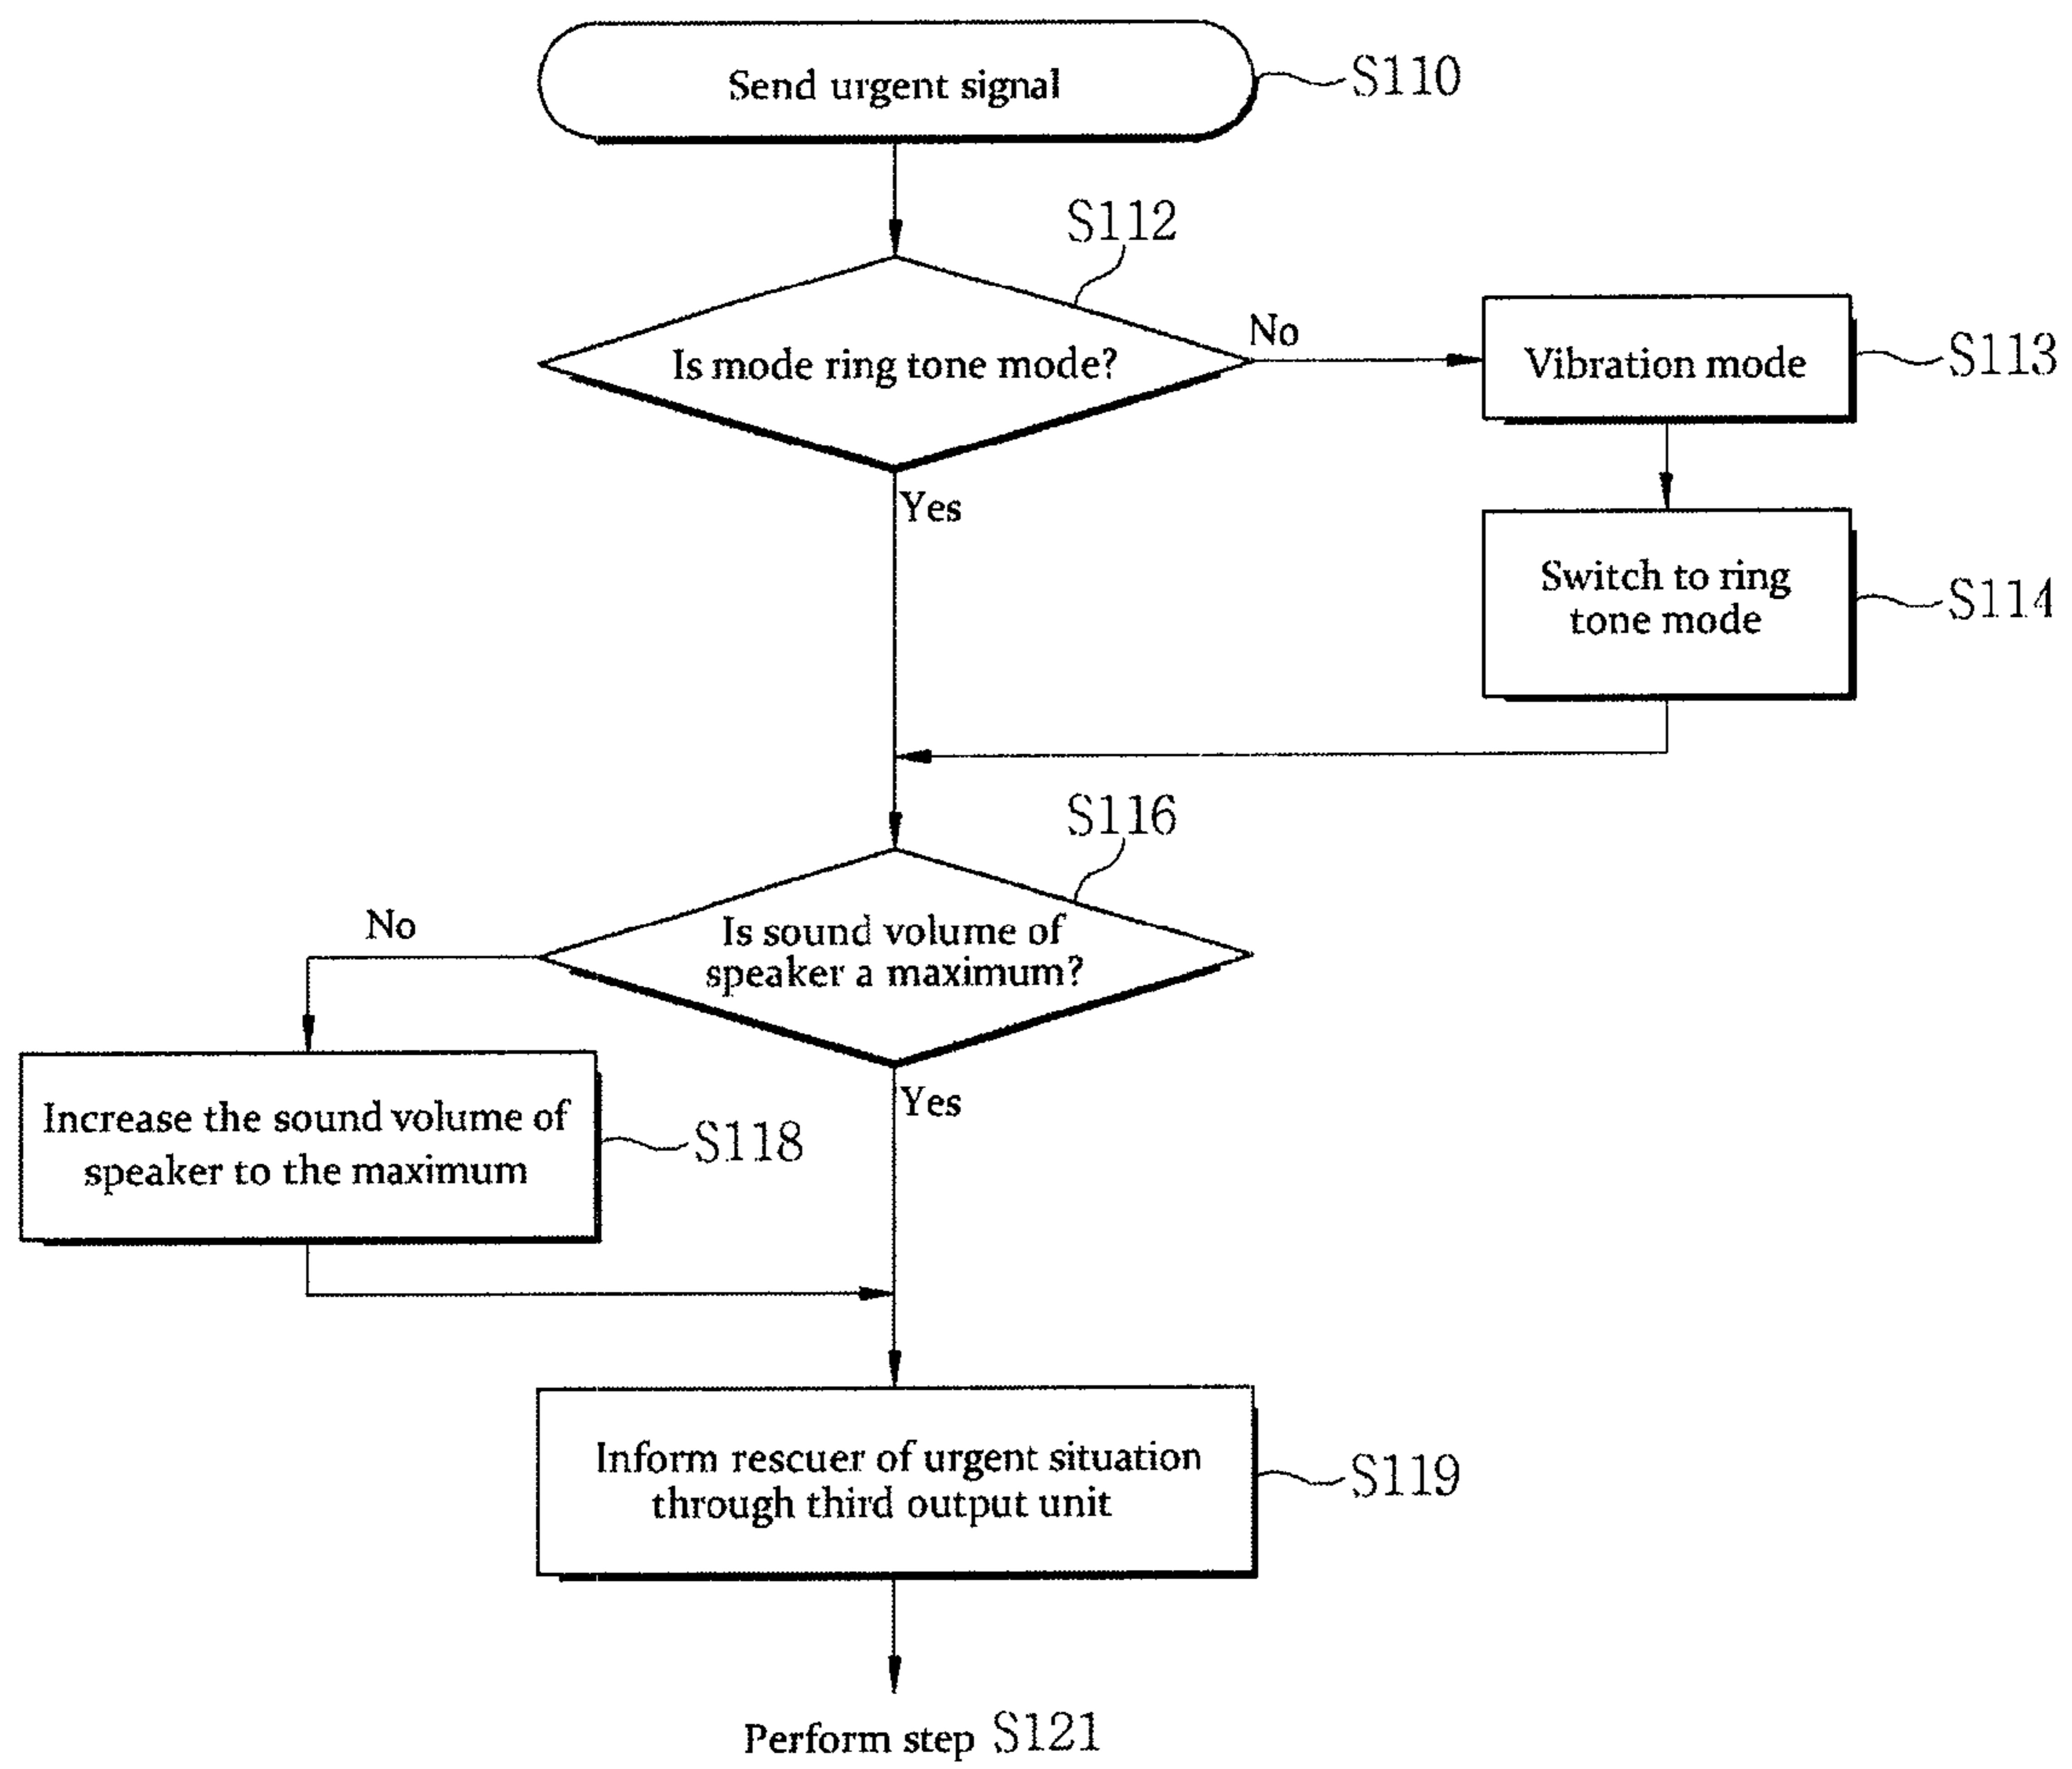 Send urgent signal
S110
S112
Is mode ring tone mode?
No
Vibration mode
S113
Yes
Switch to ring
tone mode
S114
S116
Is sound volume of
speaker a maximum?
No
Yes
Increase the sound volume of
speaker to the maximum
S118
Inform rescuer of urgent situation
through third output unit
S119
Perform step S121